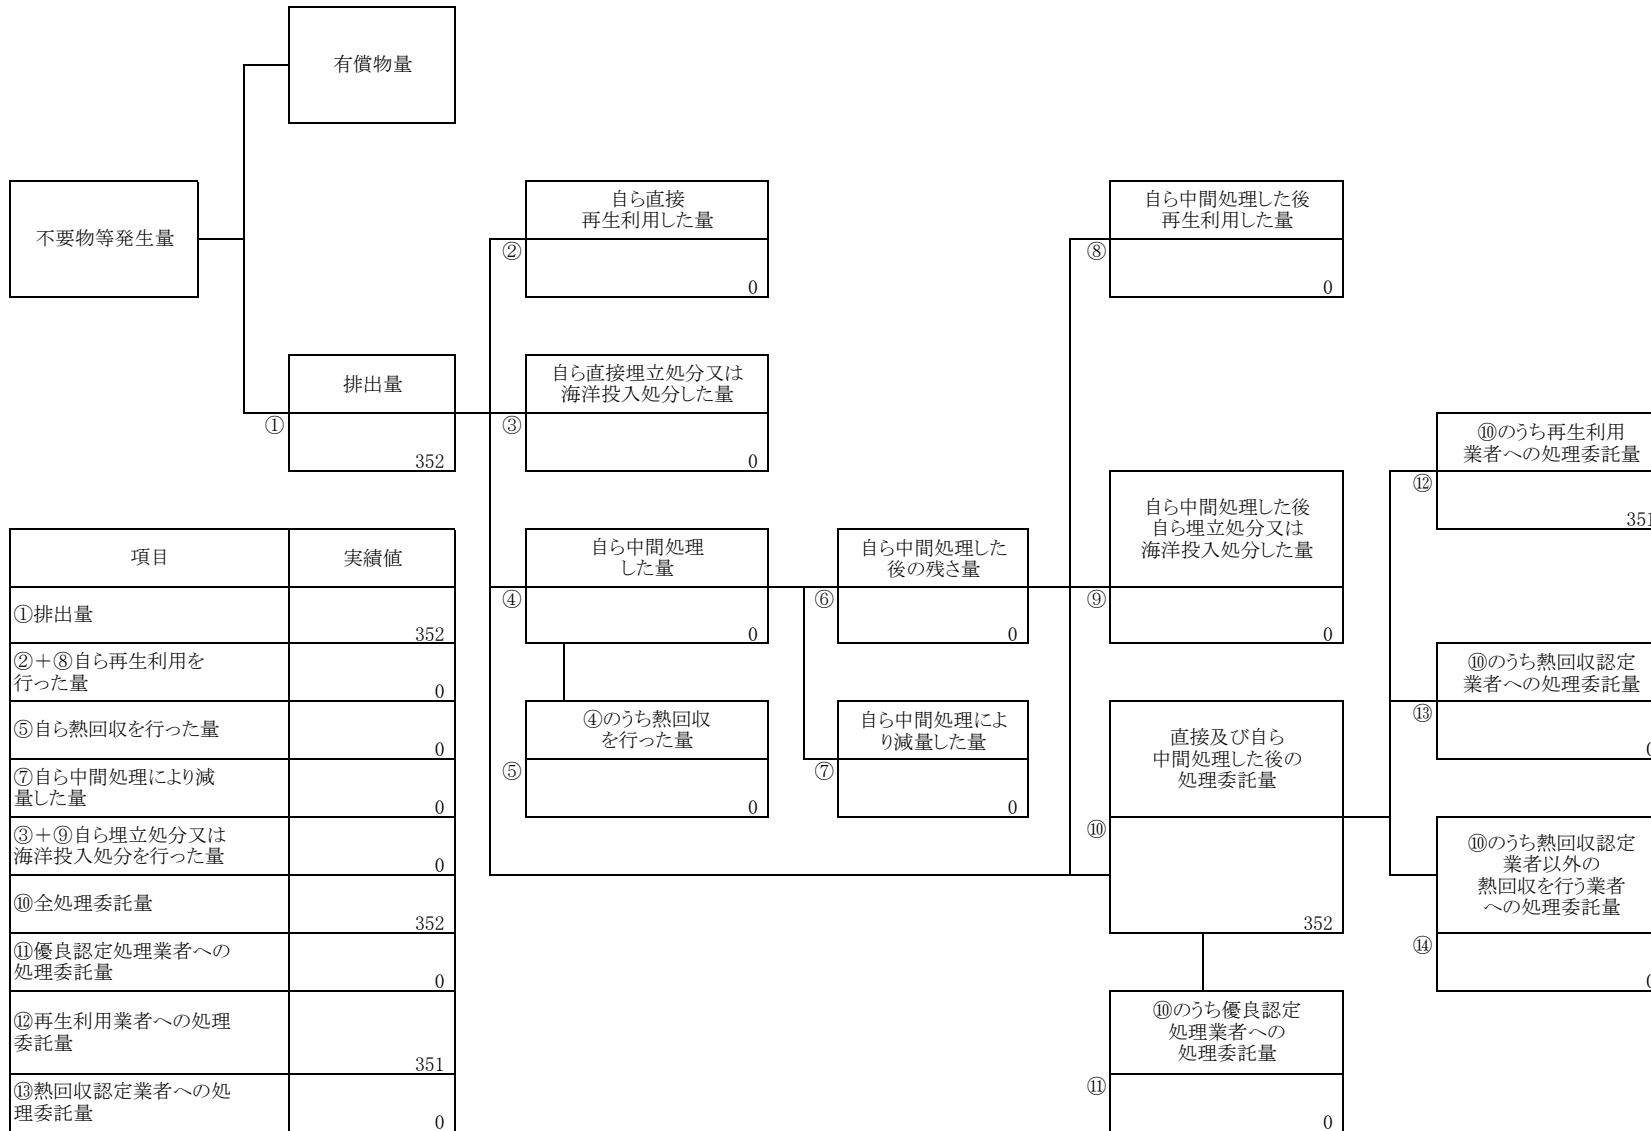 有償物量
不要物等発生量
自ら直接
再生利用した量
②
0
自ら中間処理した後
再生利用した量
⑧
0
排出量
①
352
自ら直接埋立処分又は
海洋投入処分した量
③
0
⑩のうち再生利用
業者への処理委託量
⑫
351
自ら中間処理
した量
④
0
自ら中間処理した
後の残さ量
⑥
0
自ら中間処理した後
自ら埋立処分又は
海洋投入処分した量
⑨
0
⑩のうち熱回収認定
業者への処理委託量
⑬
0
④のうち熱回収
を行った量
⑤
0
自ら中間処理によ
り減量した量
⑦
0
直接及び自ら
中間処理した後の
処理委託量
⑩
352
⑩のうち熱回収認定
業者以外の
熱回収を行う業者
への処理委託量
⑭
0
⑩のうち優良認定
処理業者への
処理委託量
⑪
0
項目 実績値
①排出量
352
②＋⑧自ら再生利用を
行った量
0
⑤自ら熱回収を行った量
0
⑦自ら中間処理により減
量した量
0
③＋⑨自ら埋立処分又は
海洋投入処分を行った量
0
⑩全処理委託量
352
⑪優良認定処理業者への
処理委託量
0
⑫再生利用業者への処理
委託量
351
⑬熱回収認定業者への処
理委託量
0